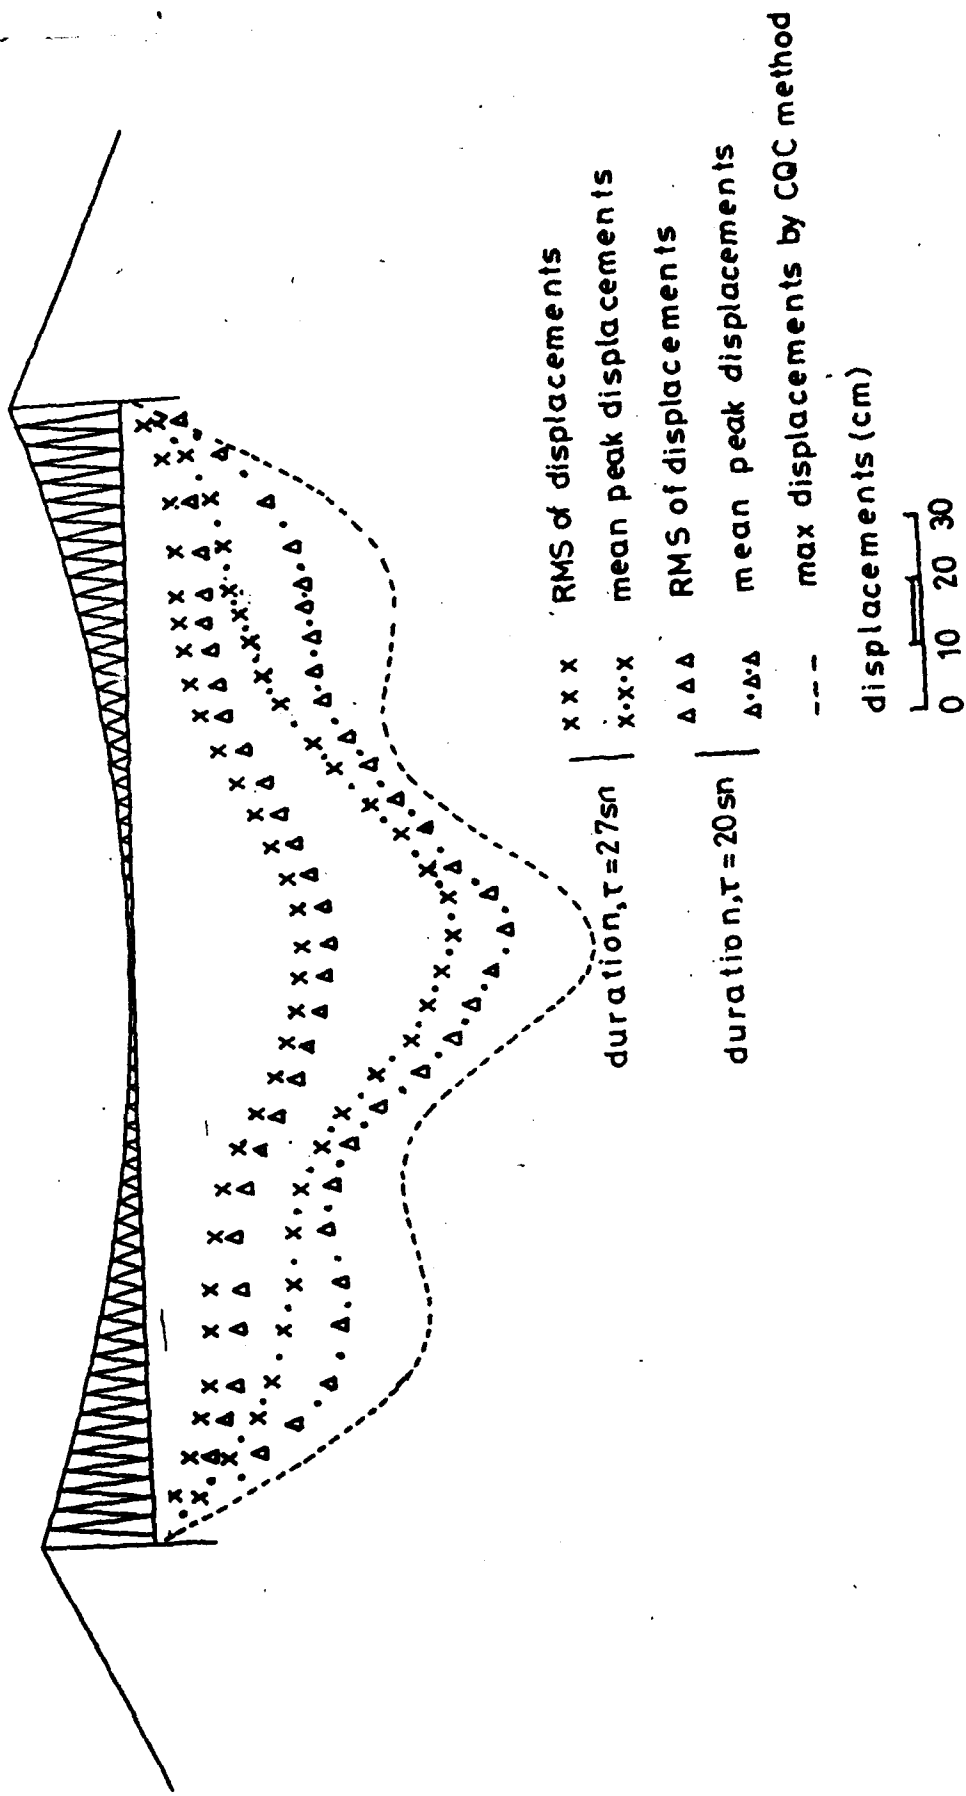 duration, τ = 27sn
x x x RMS of displacements
x·x·x mean peak displacements
duration, τ = 20sn
Δ Δ Δ RMS of displacements
Δ·Δ·Δ mean peak displacements
--- max displacements by CQC method
displacements (cm)
0 10 20 30